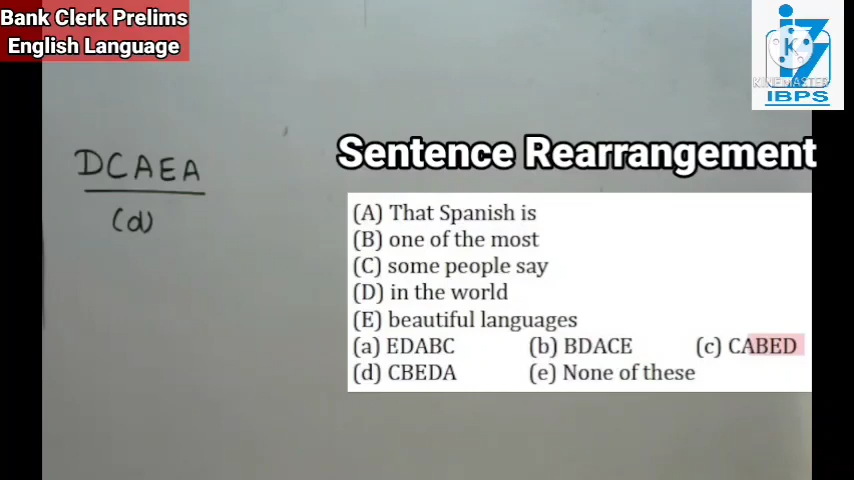 Bank Clerk Prelims
English Language
K
KINEMASTER
IBPS
DCAEA
(d)
Sentence Rearrangement
(A) That Spanish is
(B) one of the most
(C) some people say
(D) in the world
(E) beautiful languages
(a) EDABC (b) BDACE (c) CABED
(d) CBEDA (e) None of these